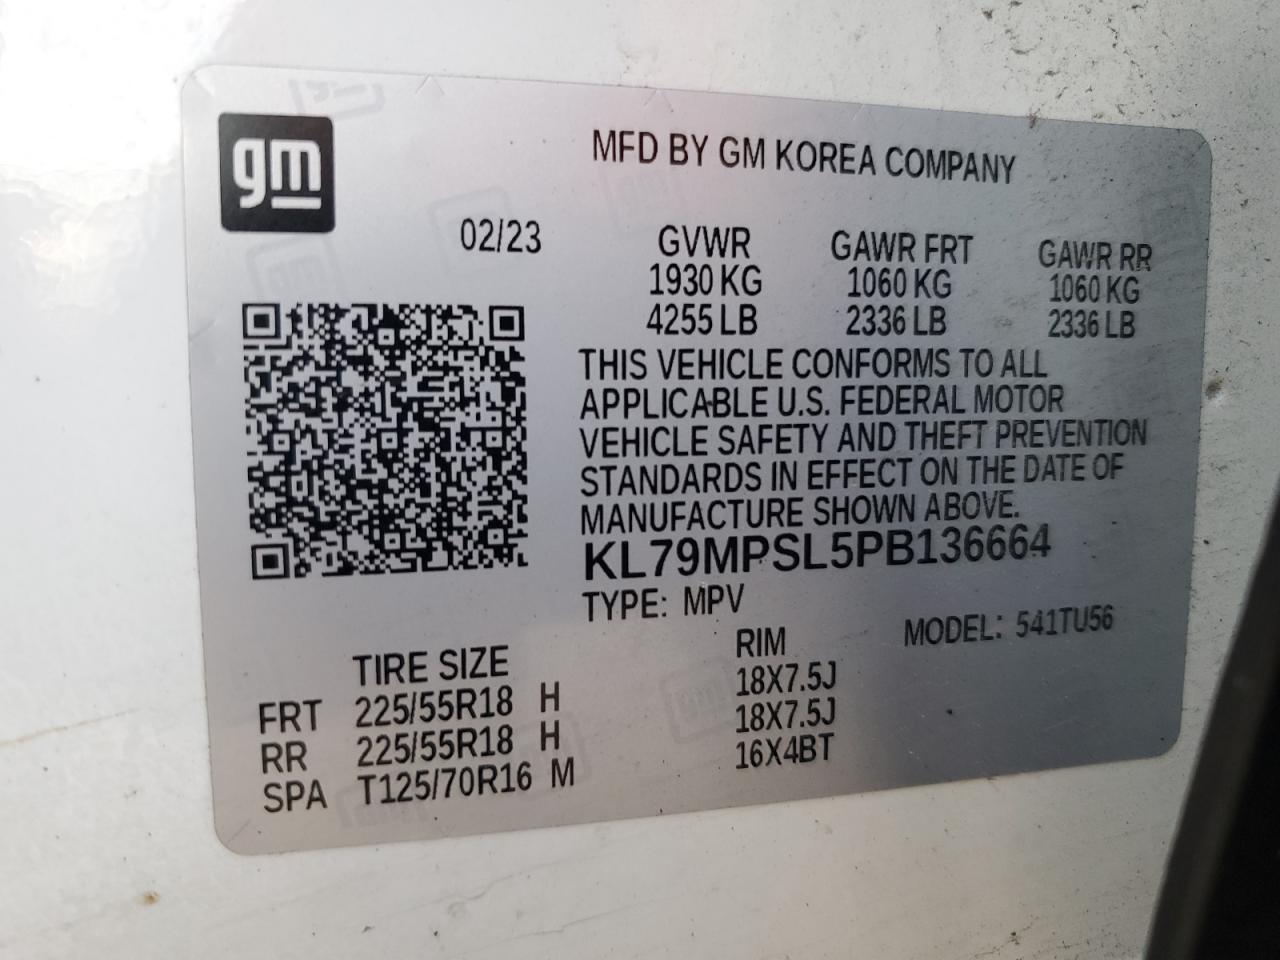 gm
MFD BY GM KOREA COMPANY
02/23
GVWR GAWR FRT GAWR RR
1930 KG 1060 KG 1060 KG
4255 LB 2336 LB 2336 LB
THIS VEHICLE CONFORMS TO ALL
APPLICABLE U.S. FEDERAL MOTOR
VEHICLE SAFETY AND THEFT PREVENTION
STANDARDS IN EFFECT ON THE DATE OF
MANUFACTURE SHOWN ABOVE.
KL79MPSL5PB136664
TYPE: MPV MODEL: 541TU56
TIRE SIZE RIM
FRT 225/55R18 H 18X7.5J
RR 225/55R18 H 18X7.5J
SPA T125/70R16 M 16X4BT